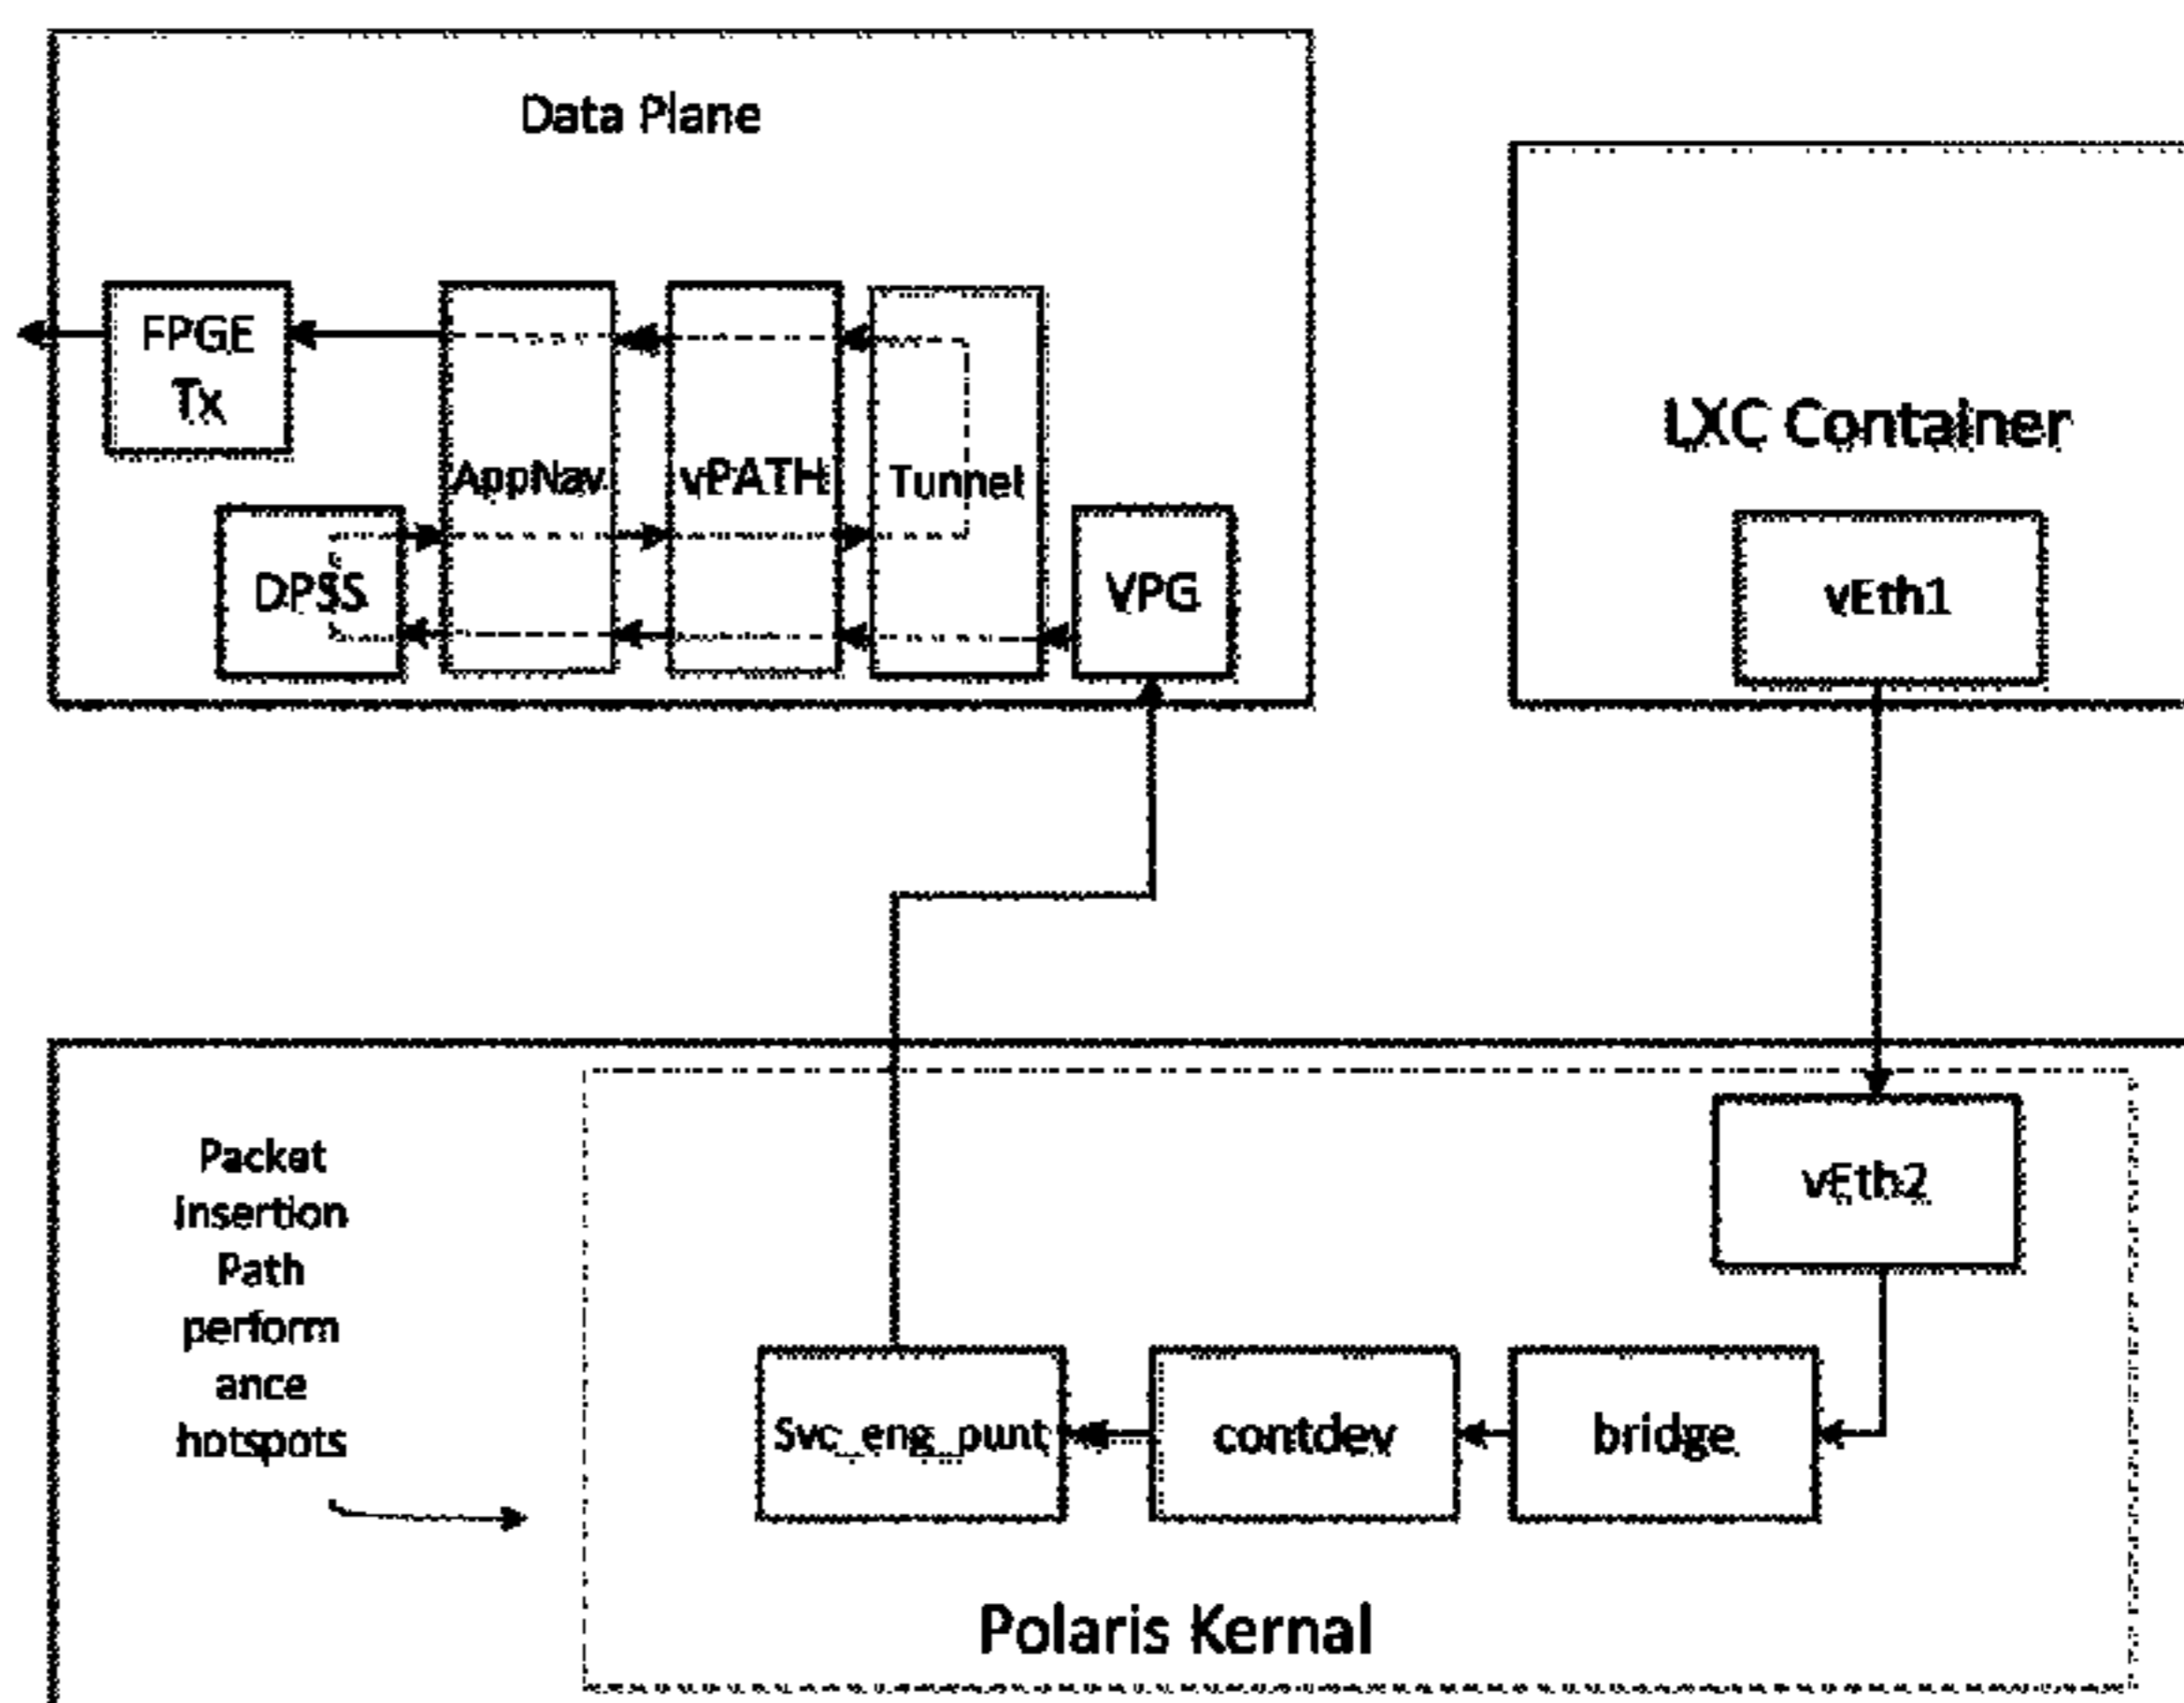 Data Plane
FPGE
Tx
AppNav
vPATH
Tunnel
DPSS
VPG
LXC Container
vEth1
Packet
Insertion
Path
perform
ance
hotspots
vEth2
Svc_eng_punt
contdev
bridge
Polaris Kernal